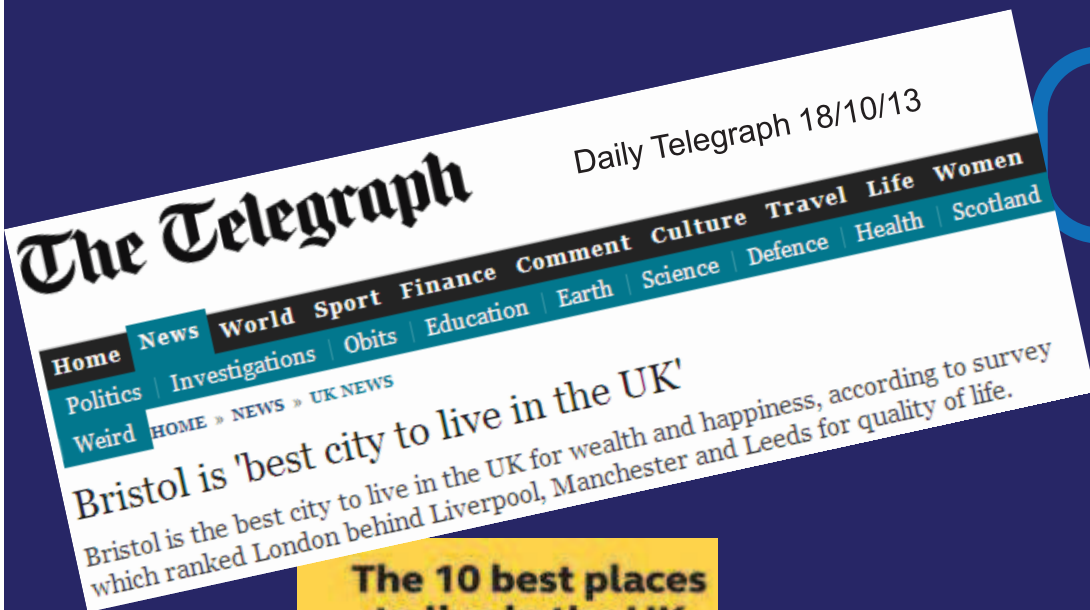 Daily Telegraph 18/10/13
The Telegraph
Home News World Sport Finance Comment Culture Travel Life Women
Politics Investigations Obits Education Earth Science Defence Health Scotland
Weird
HOME » NEWS » UK NEWS
Bristol is 'best city to live in the UK'
Bristol is the best city to live in the UK for wealth and happiness, according to survey
which ranked London behind Liverpool, Manchester and Leeds for quality of life.
The 10 best places